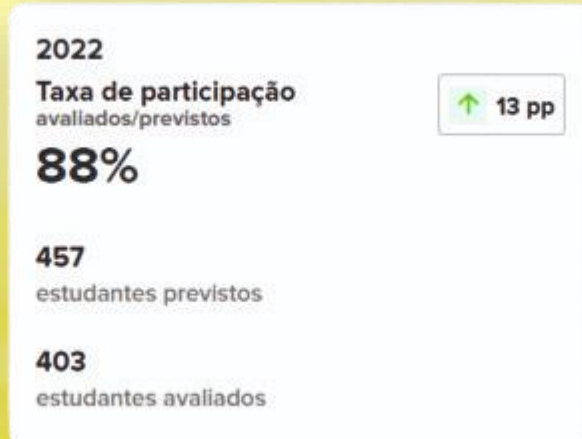 2022
Taxa de participação
avaliados/previstos
↑ 13 pp
88%
457
estudantes previstos
403
estudantes avaliados